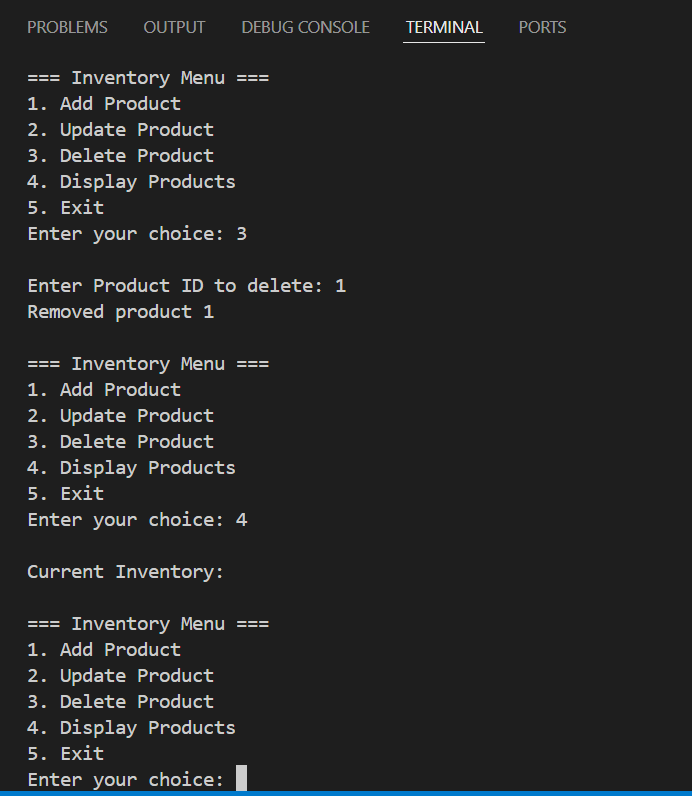 PROBLEMS OUTPUT DEBUG CONSOLE TERMINAL PORTS
=== Inventory Menu ===
1. Add Product
2. Update Product
3. Delete Product
4. Display Products
5. Exit
Enter your choice: 3
Enter Product ID to delete: 1
Removed product 1
=== Inventory Menu ===
1. Add Product
2. Update Product
3. Delete Product
4. Display Products
5. Exit
Enter your choice: 4
Current Inventory:
=== Inventory Menu ===
1. Add Product
2. Update Product
3. Delete Product
4. Display Products
5. Exit
Enter your choice: